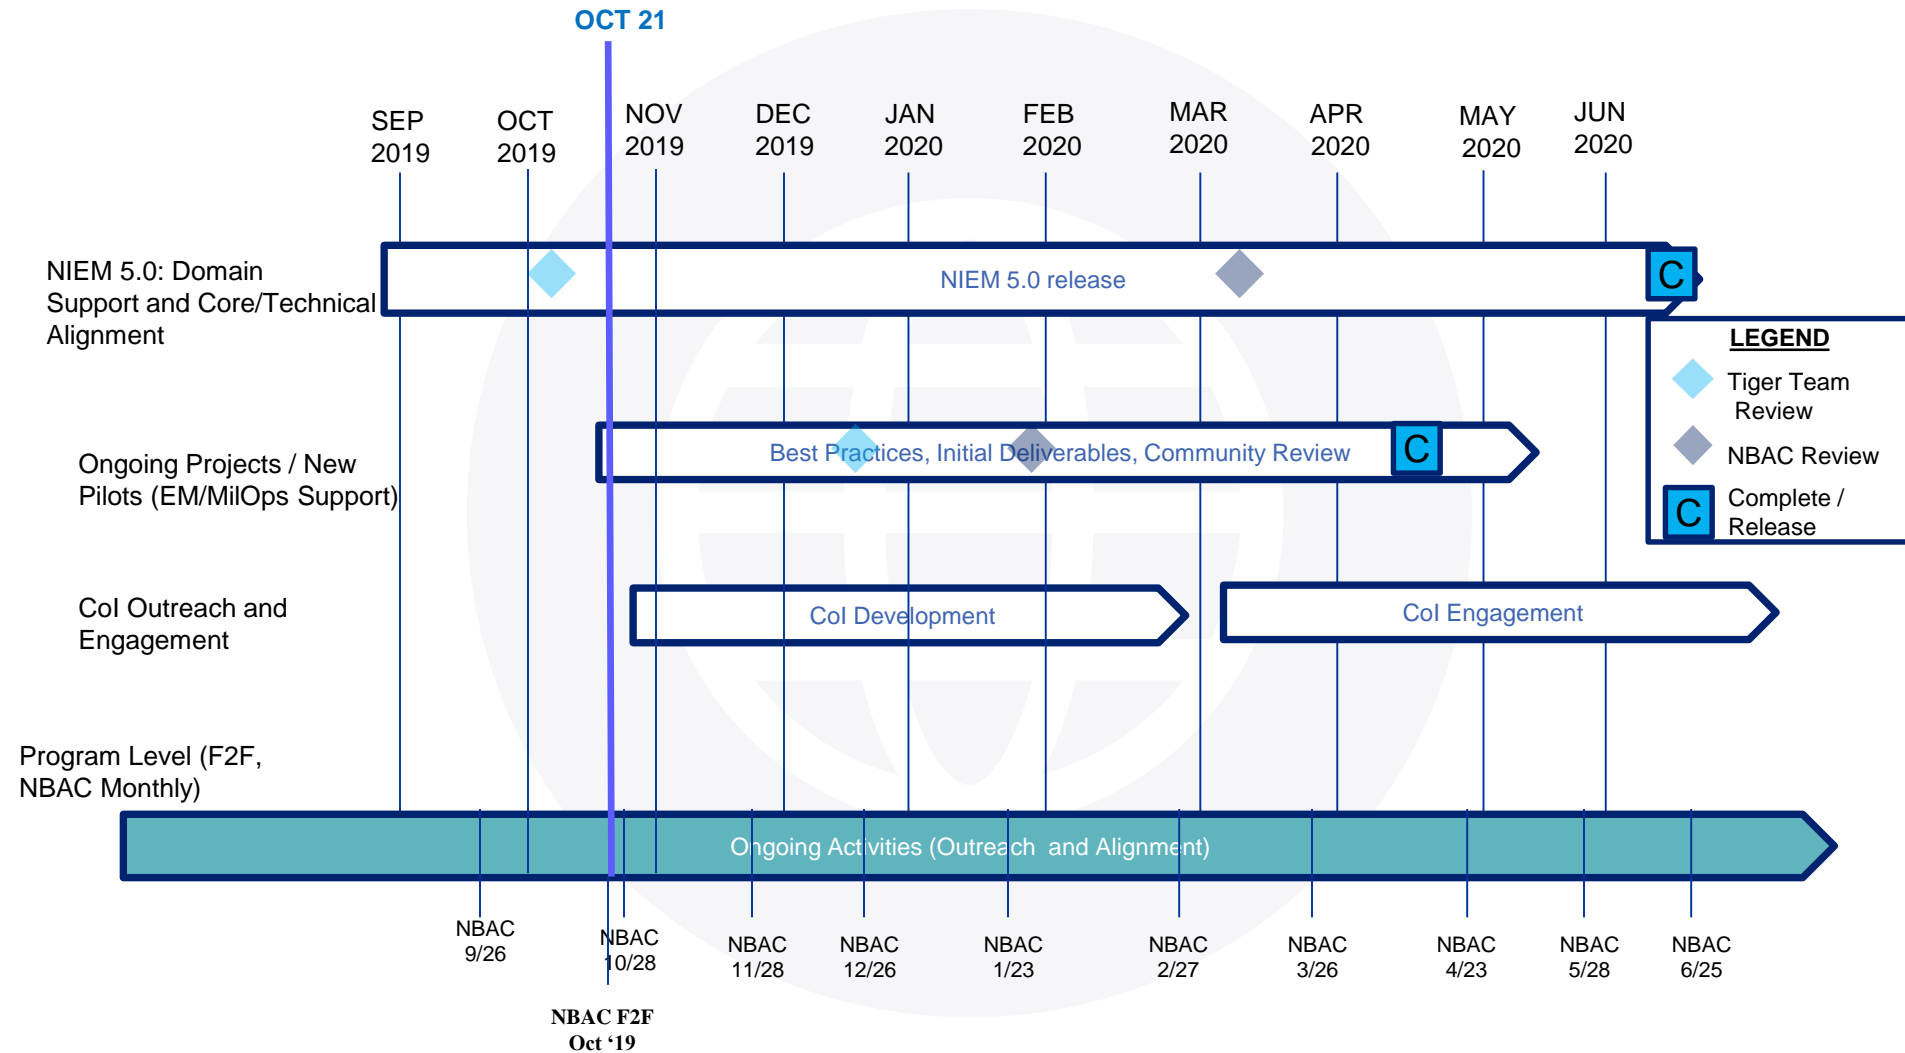 OCT 21
SEP
2019
OCT
2019
NOV
2019
DEC
2019
JAN
2020
FEB
2020
MAR
2020
APR
2020
MAY
2020
JUN
2020
NIEM 5.0: Domain
Support and Core/Technical
Alignment
NIEM 5.0 release
C
LEGEND
Tiger Team
Review
NBAC Review
C
Complete /
Release
Ongoing Projects / New
Pilots (EM/MilOps Support)
Best Practices, Initial Deliverables, Community Review
C
CoI Outreach and
Engagement
CoI Development
CoI Engagement
Program Level (F2F,
NBAC Monthly)
Ongoing Activities (Outreach and Alignment)
NBAC
9/26
NBAC
10/28
NBAC
11/28
NBAC
12/26
NBAC
1/23
NBAC
2/27
NBAC
3/26
NBAC
4/23
NBAC
5/28
NBAC
6/25
NBAC F2F
Oct ‘19